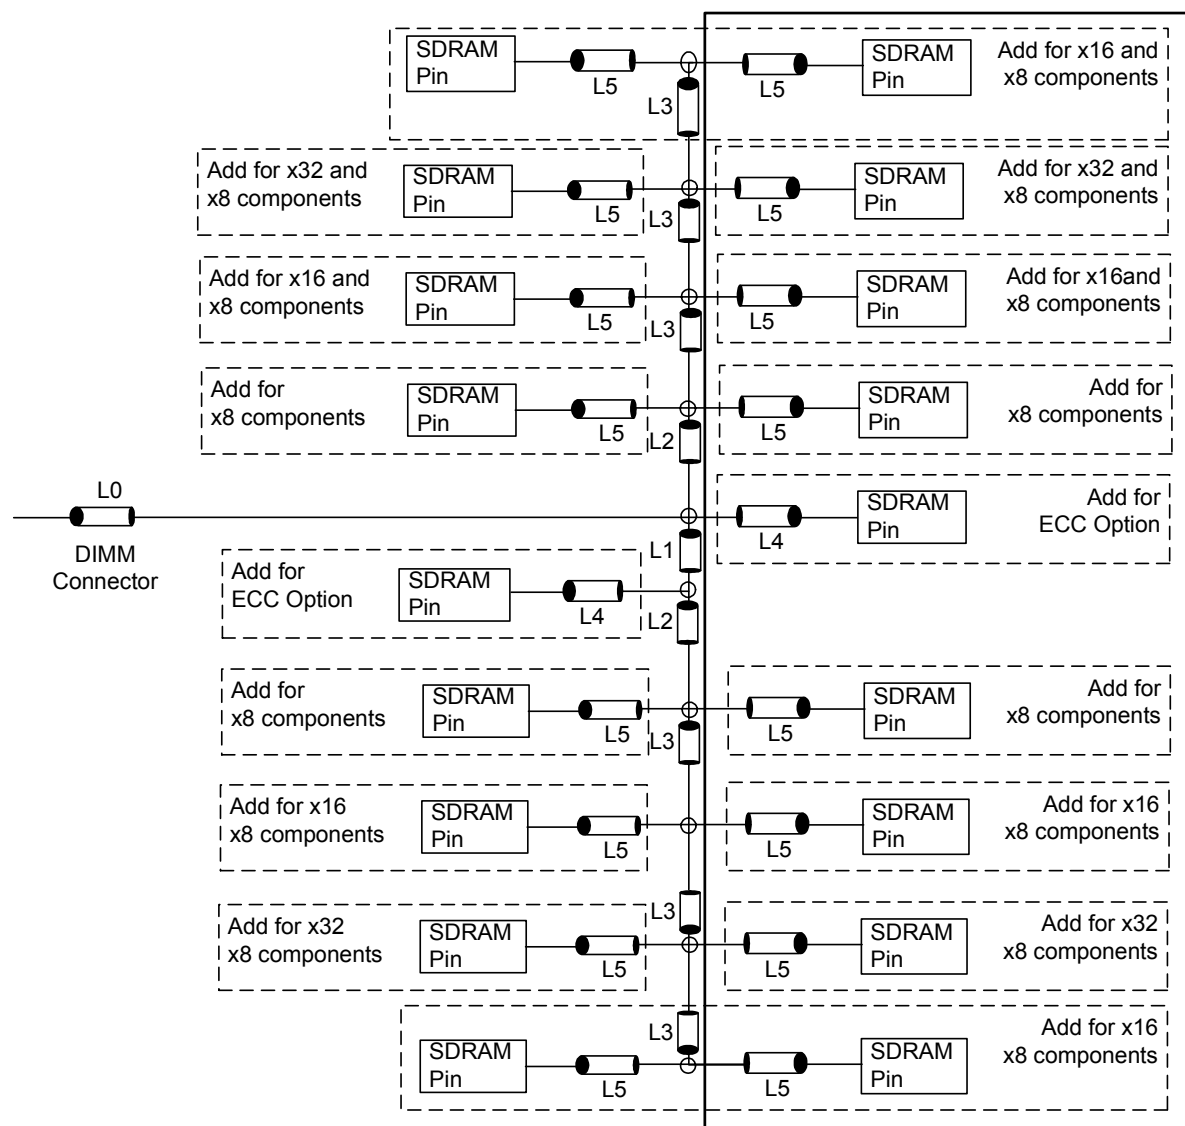 SDRAM
Pin
L5
L3
L5
SDRAM
Pin
Add for x16 and
x8 components
Add for x32 and
x8 components
SDRAM
Pin
L5
L3
L5
SDRAM
Pin
Add for x32 and
x8 components
Add for x16 and
x8 components
SDRAM
Pin
L5
L3
L5
SDRAM
Pin
Add for x16and
x8 components
Add for
x8 components
SDRAM
Pin
L5
L2
L5
SDRAM
Pin
Add for
x8 components
L0
DIMM
Connector
L1
L4
SDRAM
Pin
Add for
ECC Option
Add for
ECC Option
SDRAM
Pin
L4
L2
Add for
x8 components
SDRAM
Pin
L5
L3
L5
SDRAM
Pin
Add for
x8 components
Add for x16
x8 components
SDRAM
Pin
L5
L5
SDRAM
Pin
Add for x16
x8 components
L3
Add for x32
x8 components
SDRAM
Pin
L5
L5
SDRAM
Pin
Add for x32
x8 components
SDRAM
Pin
L5
L3
L5
SDRAM
Pin
Add for x16
x8 components